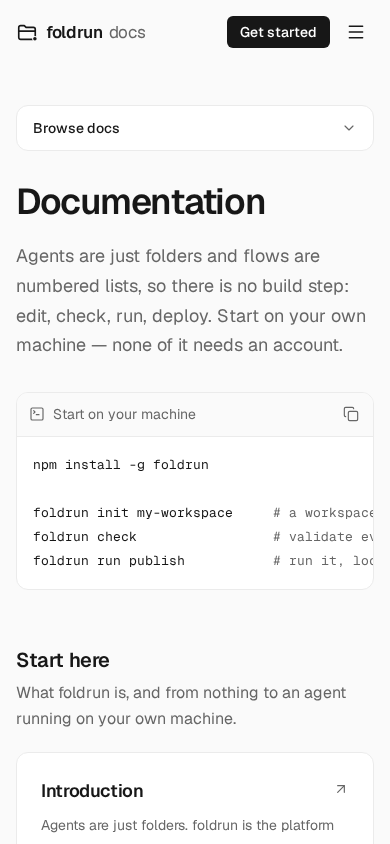 foldrun docs
Get started
Browse docs
Documentation
Agents are just folders and flows are
numbered lists, so there is no build step:
edit, check, run, deploy. Start on your own
machine — none of it needs an account.
Start on your machine
npm install -g foldrun
foldrun init my-workspace # a workspace
foldrun check # validate ev
foldrun run publish # run it, loc
Start here
What foldrun is, and from nothing to an agent
running on your own machine.
Introduction
Agents are just folders. foldrun is the platform